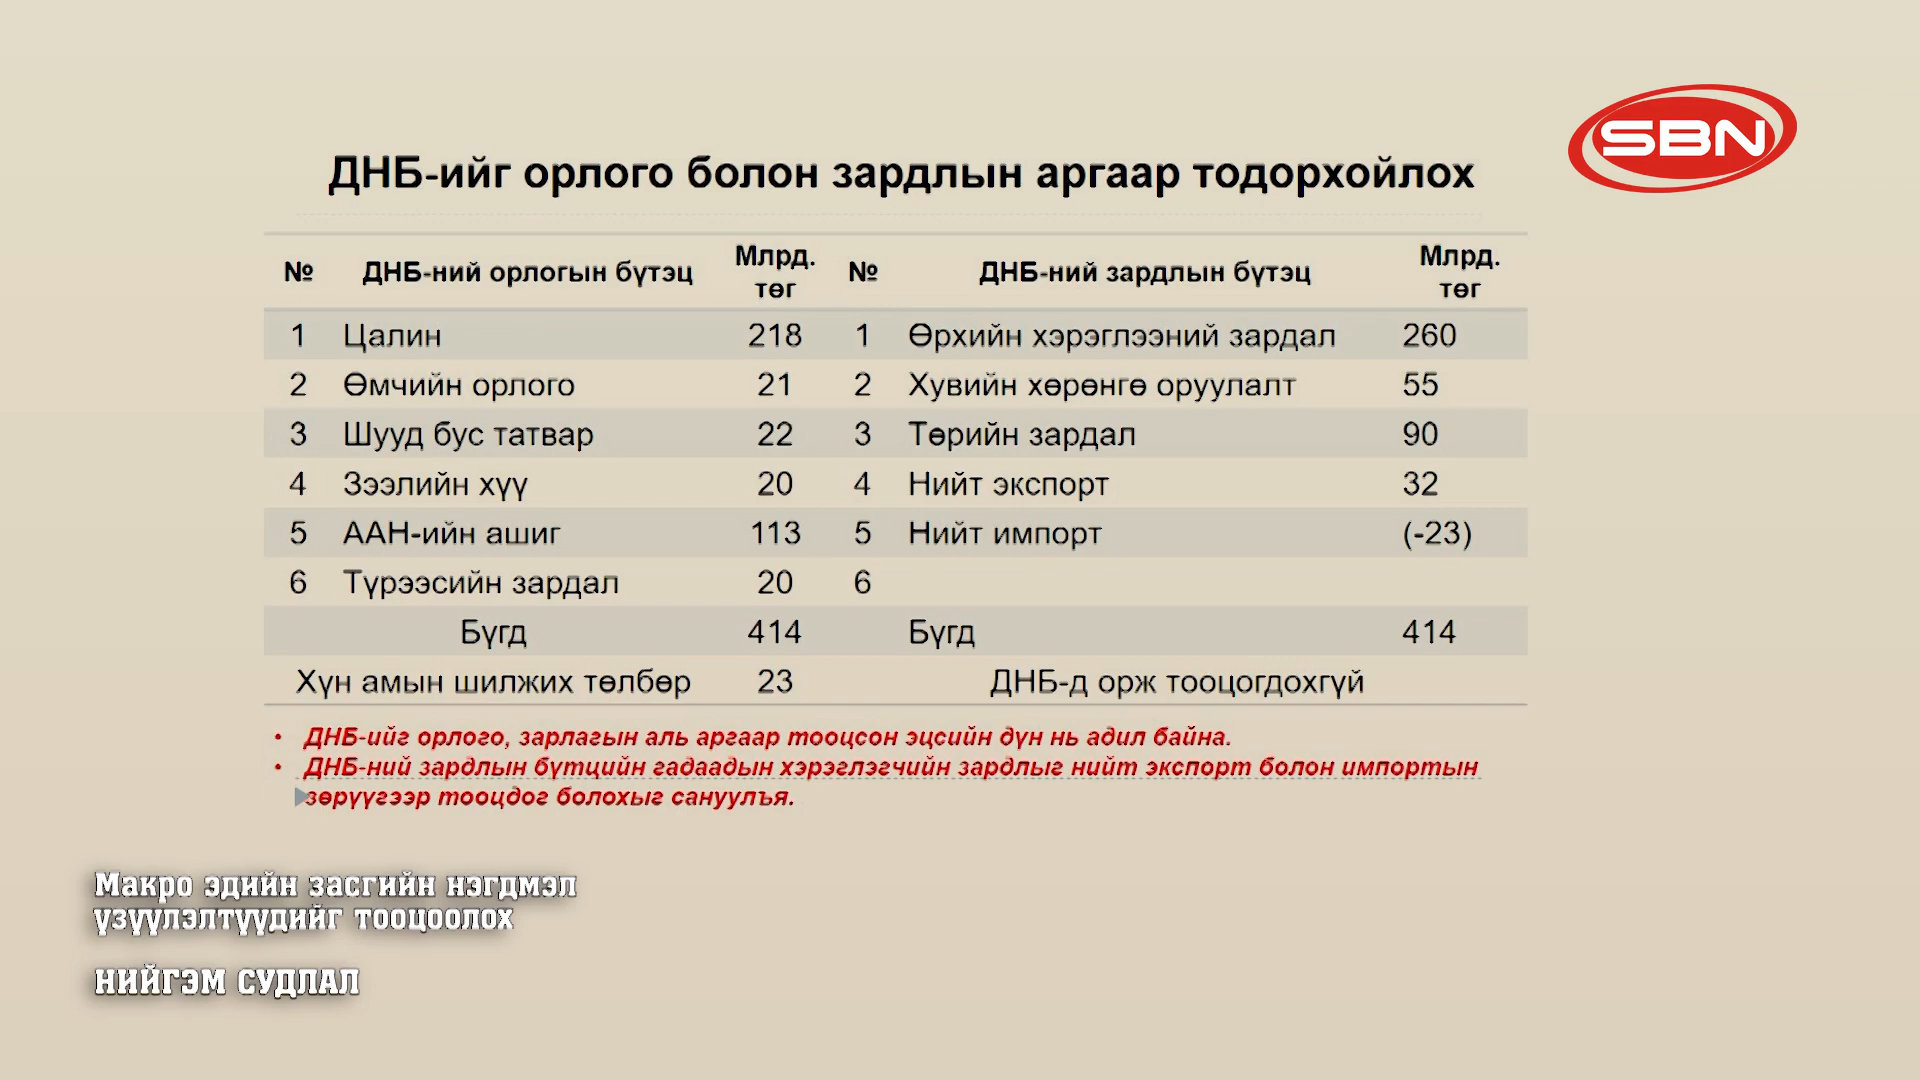 SBN
ДНБ-ийг орлого болон зардлын аргаар тодорхойлох
№ ДНБ-ний орлогын бүтэц Млрд. төг № ДНБ-ний зардлын бүтэц Млрд. төг
1 Цалин 218 1 Өрхийн хэрэглээний зардал 260
2 Өмчийн орлого 21 2 Хувийн хөрөнгө оруулалт 55
3 Шууд бус татвар 22 3 Төрийн зардал 90
4 Зээлийн хүү 20 4 Нийт экспорт 32
5 ААН-ийн ашиг 113 5 Нийт импорт (-23)
6 Түрээсийн зардал 20 6
Бүгд 414 Бүгд 414
Хүн амын шилжих төлбөр 23 ДНБ-д орж тооцогдохгүй
• ДНБ-ийг орлого, зарлагын аль аргаар тооцсон эцсийн дүн нь адил байна.
• ДНБ-ний зардлын бүтцийн гадаадын хэрэглэгчийн зардлыг нийт экспорт болон импортын
зөрүүгээр тооцдог болохыг сануулъя.
Макро эдийн засгийн нэгдмэл
үзүүлэлтүүдийг тооцоолох
НИЙГЭМ СУДЛАЛ